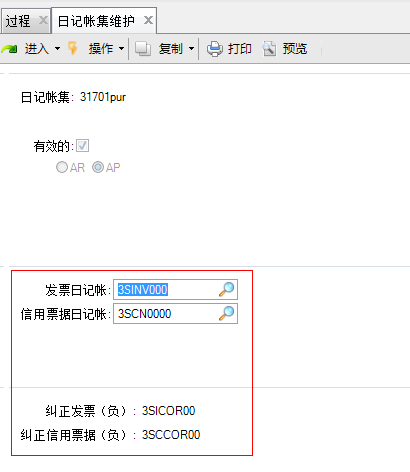 过程 日记帐集维护
进入 操作 复制 打印 预览
日记帐集: 31701pur
有效的:
AR AP
发票日记帐: 3SINV000
信用票据日记帐: 3SCN0000
纠正发票（负）: 3SICOR00
纠正信用票据（负）: 3SCCOR00